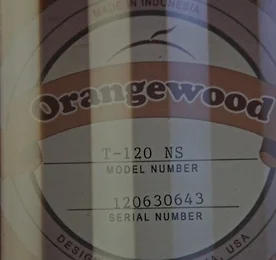 MADE IN INDONESIA
Orangewood
T-120 NS
MODEL NUMBER
120630643
SERIAL NUMBER
USA